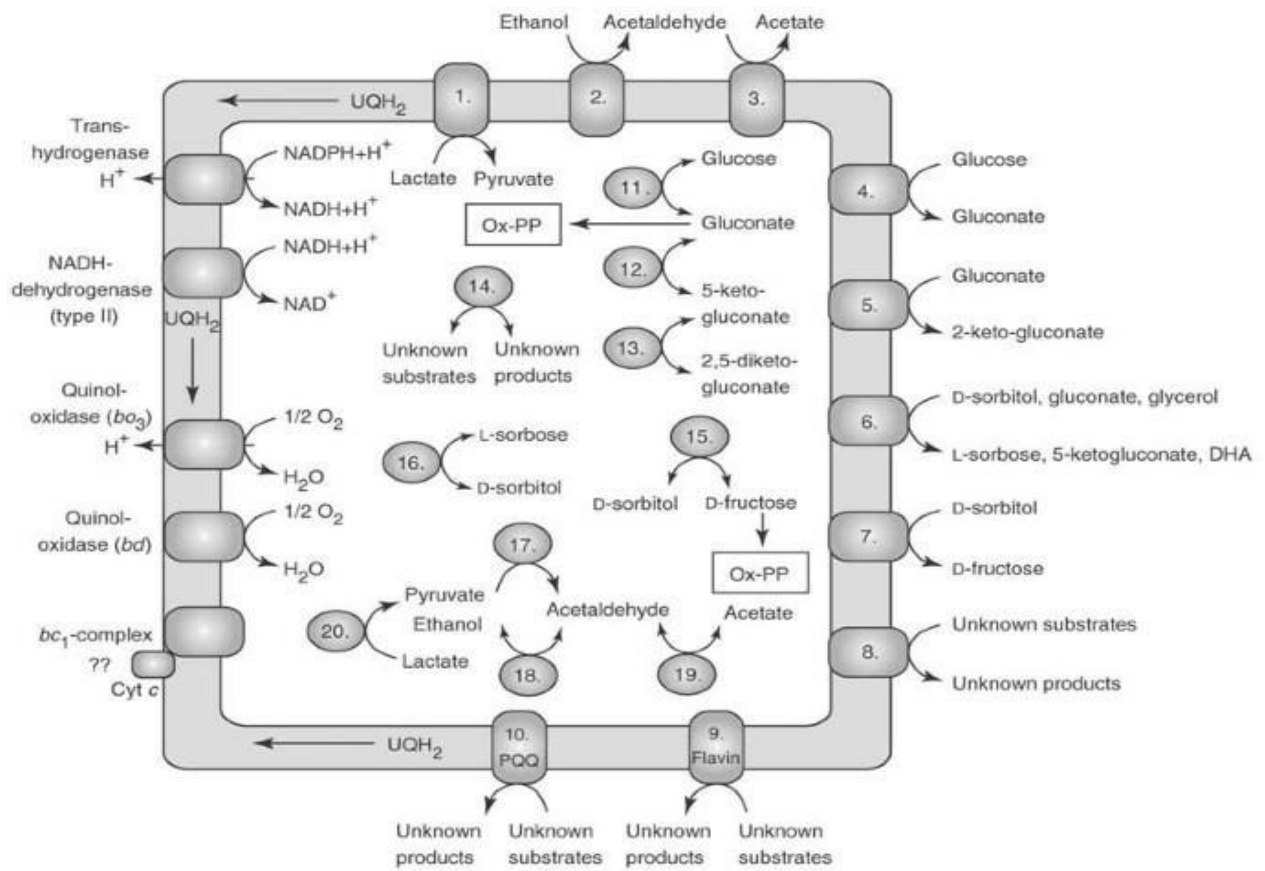 Ethanol
Acetaldehyde
Acetate
UQH2
1.
2.
3.
Trans-
hydrogenase
H+
NADPH+H+
NADH+H+
Lactate
Pyruvate
11.
Glucose
Gluconate
Ox-PP
4.
Glucose
Gluconate
NADH-
dehydrogenase
(type II)
UQH2
NADH+H+
NAD+
14.
Unknown
substrates
Unknown
products
12.
5-keto-
gluconate
13.
2,5-diketo-
gluconate
5.
Gluconate
2-keto-gluconate
Quinol-
oxidase (bo3)
H+
1/2 O2
H2O
16.
L-sorbose
D-sorbitol
15.
D-sorbitol
D-fructose
Ox-PP
6.
D-sorbitol, gluconate, glycerol
L-sorbose, 5-ketogluconate, DHA
Quinol-
oxidase (bd)
1/2 O2
H2O
7.
D-sorbitol
D-fructose
17.
Pyruvate
Ethanol
Lactate
20.
Acetaldehyde
Acetate
18.
19.
bc1-complex
??
Cyt c
8.
Unknown substrates
Unknown products
UQH2
10.
PQQ
9.
Flavin
Unknown
products
Unknown
substrates
Unknown
products
Unknown
substrates